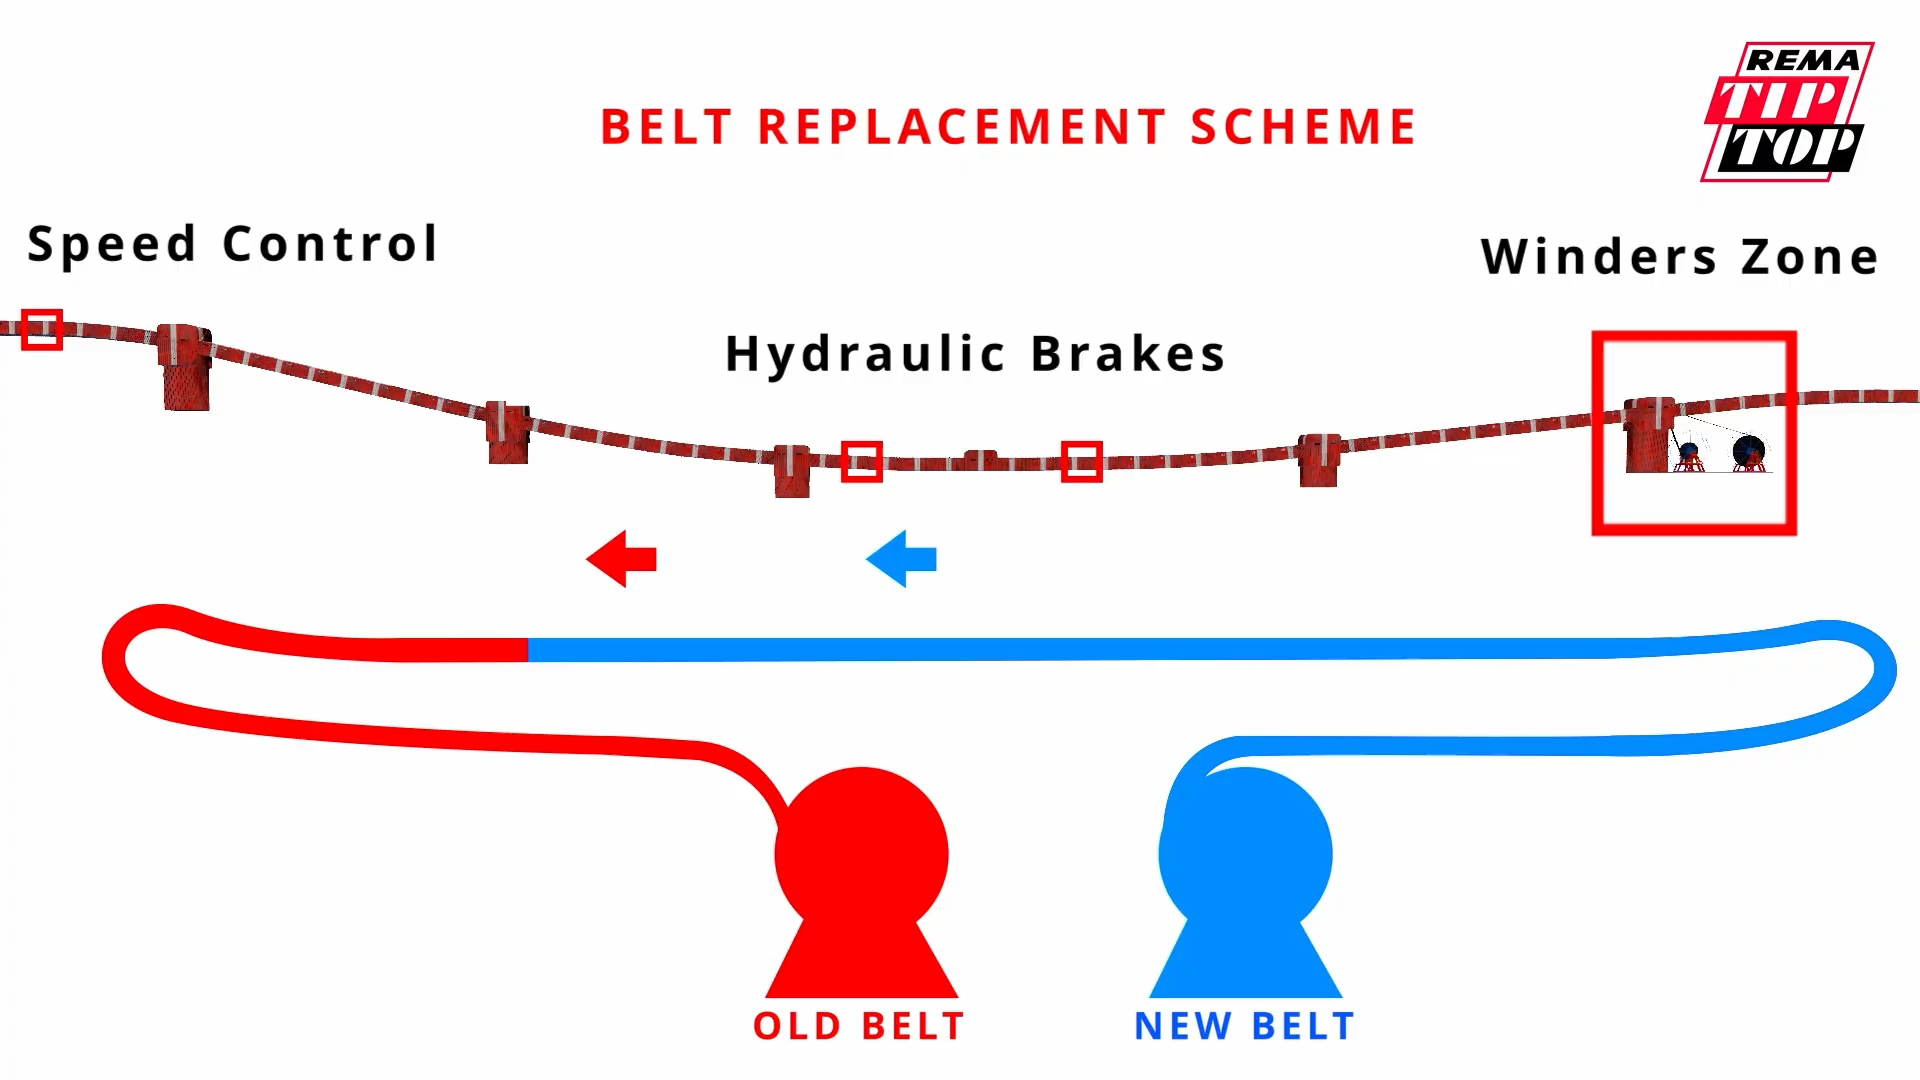 REMA
TIP
TOP
BELT REPLACEMENT SCHEME
Speed Control
Winders Zone
Hydraulic Brakes
OLD BELT
NEW BELT